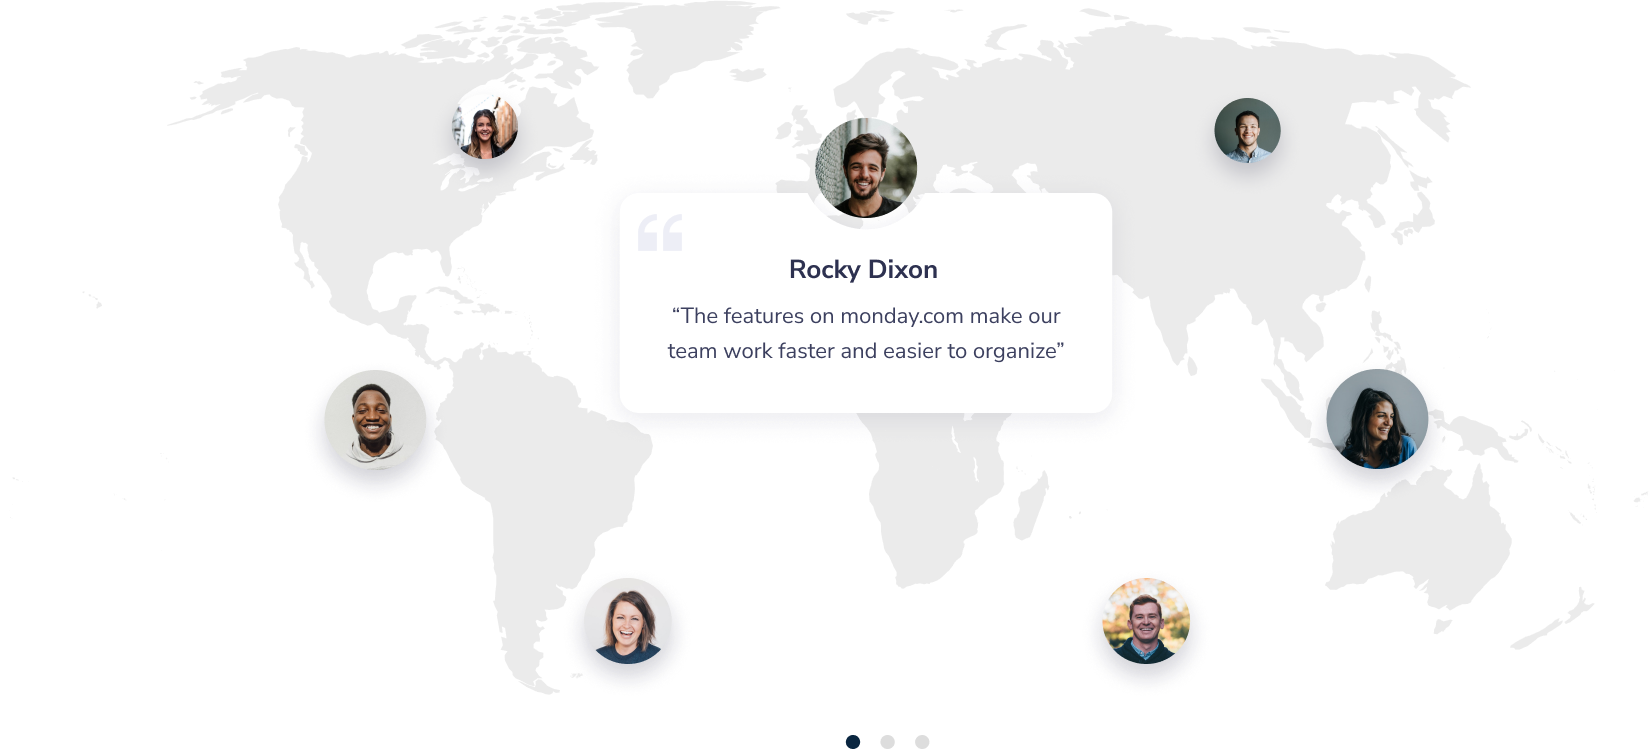 Rocky Dixon
“The features on monday.com make our
team work faster and easier to organize”